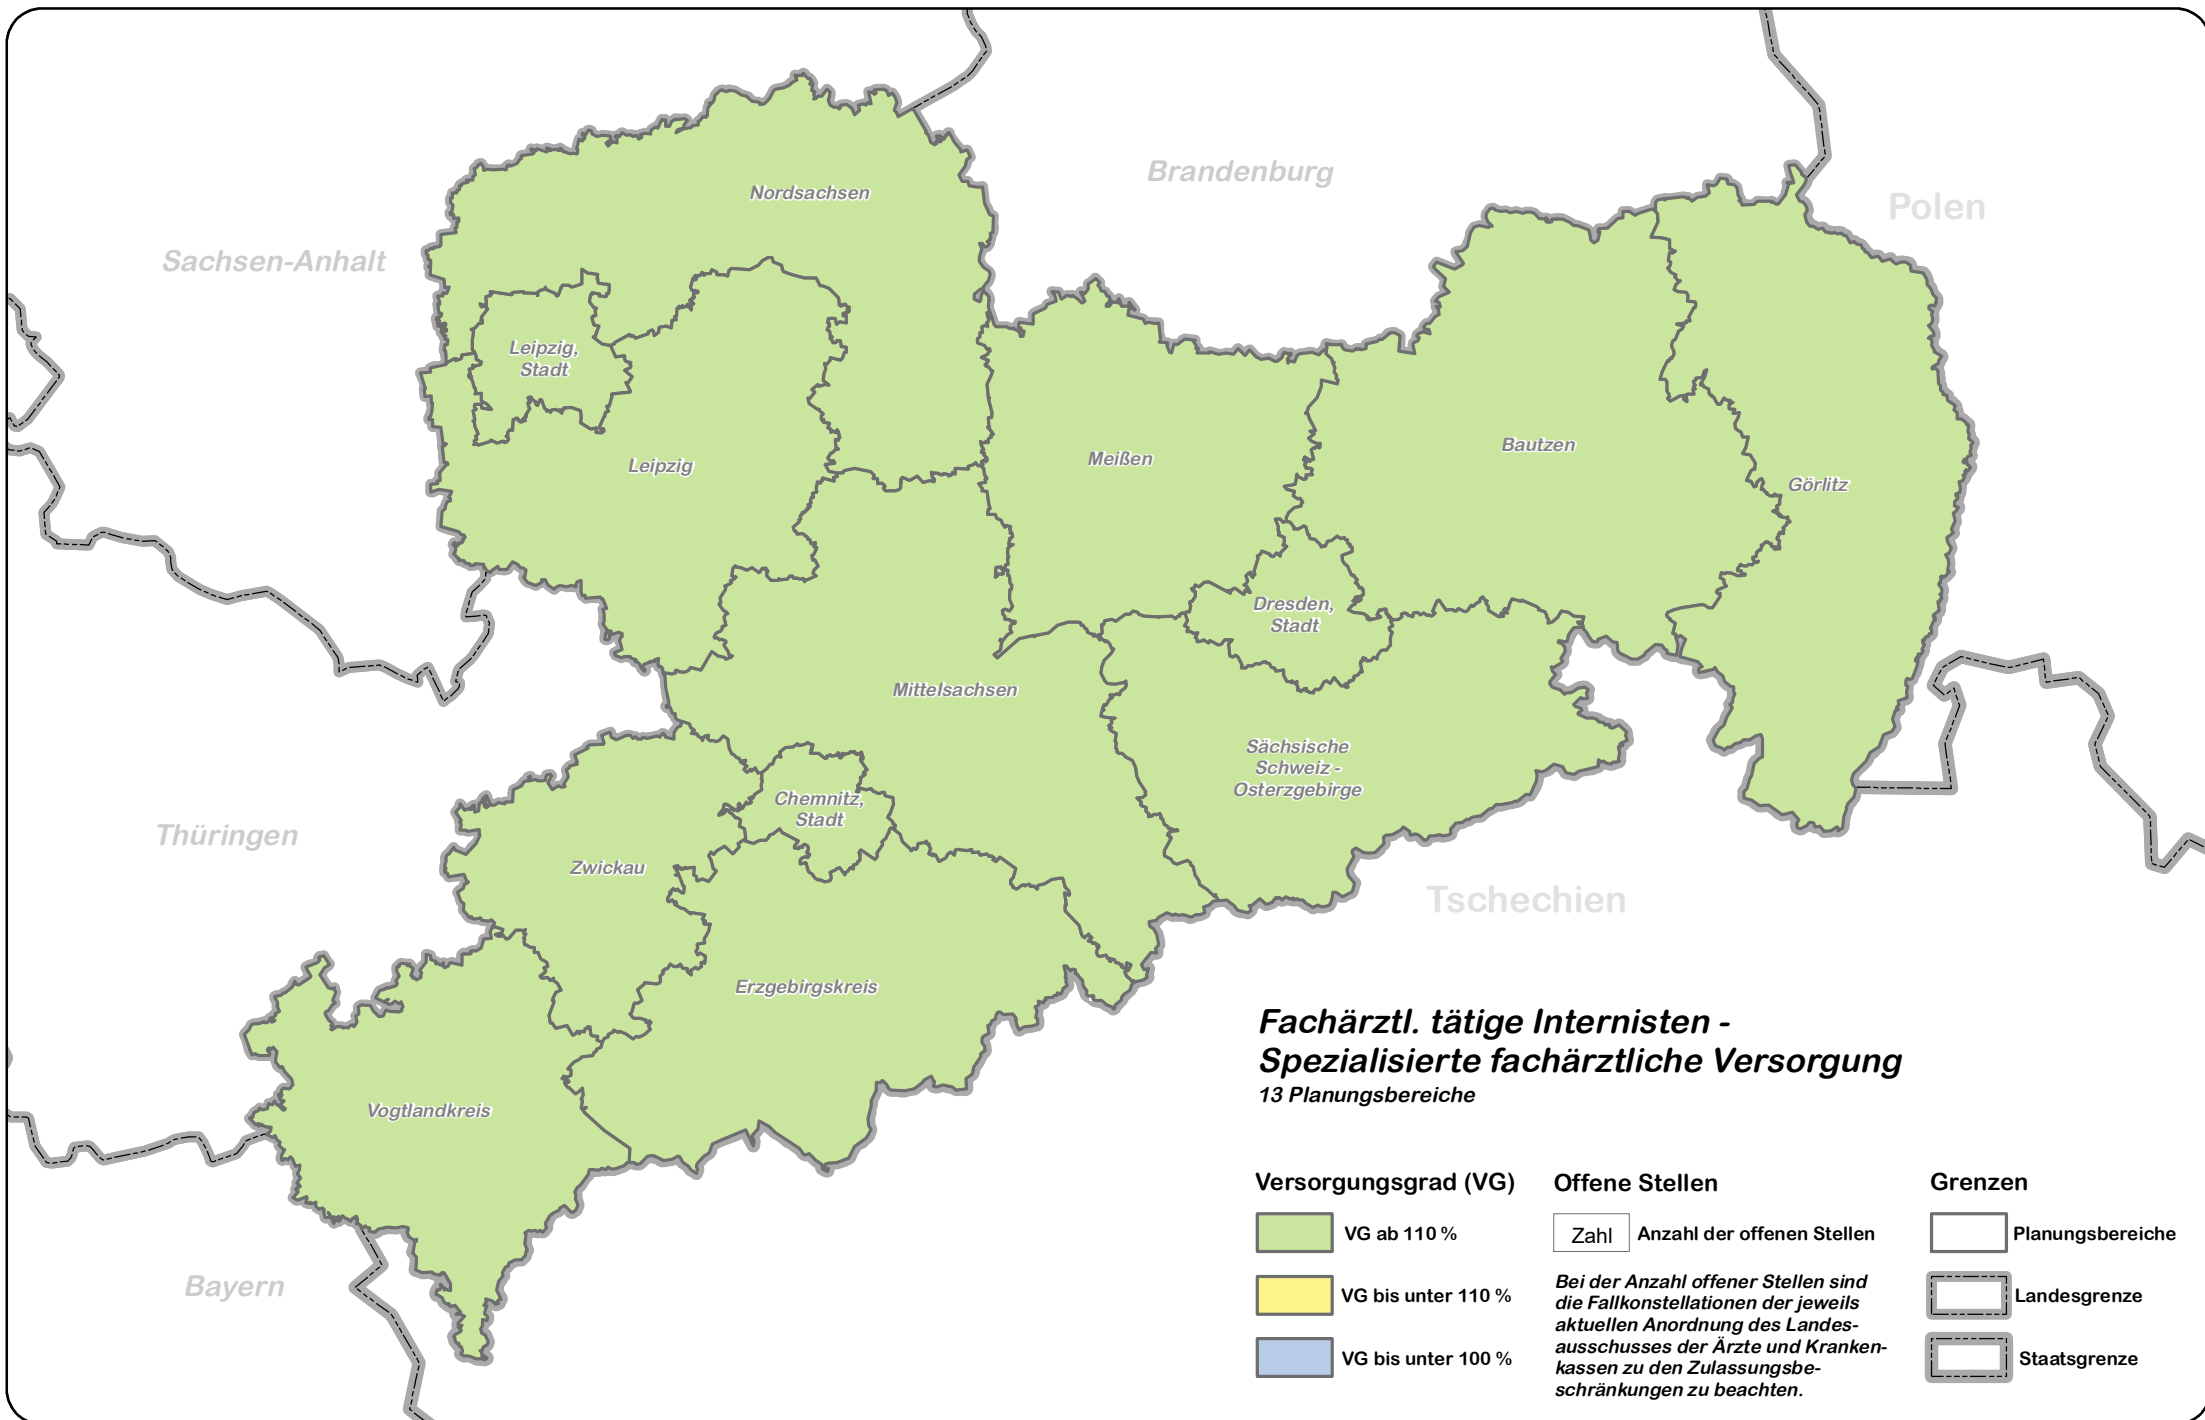 Brandenburg
Polen
Nordsachsen
Sachsen-Anhalt
Leipzig,
Stadt
Leipzig
Meißen
Bautzen
Görlitz
Dresden,
Stadt
Mittelsachsen
Sächsische
Schweiz -
Osterzgebirge
Chemnitz,
Stadt
Thüringen
Zwickau
Tschechien
Erzgebirgskreis
Vogtlandkreis
Bayern
Fachärztl. tätige Internisten -
Spezialisierte fachärztliche Versorgung
13 Planungsbereiche
Versorgungsgrad (VG)
VG ab 110 %
VG bis unter 110 %
VG bis unter 100 %
Offene Stellen
Zahl Anzahl der offenen Stellen
Bei der Anzahl offener Stellen sind
die Fallkonstellationen der jeweils
aktuellen Anordnung des Landes-
ausschusses der Ärzte und Kranken-
kassen zu den Zulassungsbe-
schränkungen zu beachten.
Grenzen
Planungsbereiche
Landesgrenze
Staatsgrenze